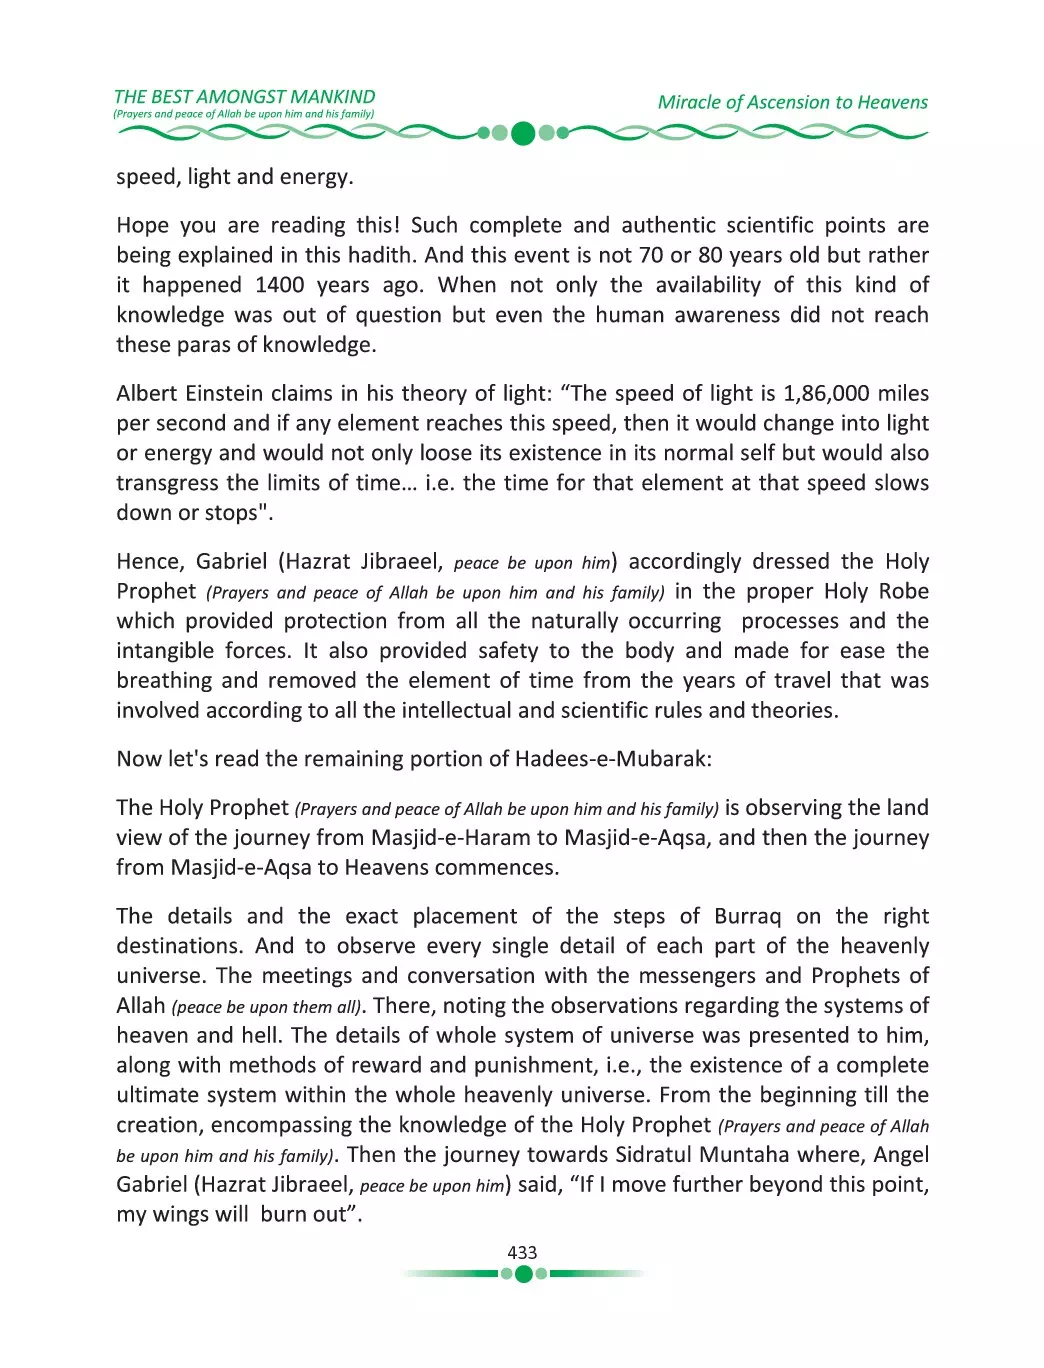 THE BEST AMONGST MANKIND
(Prayers and peace of Allah be upon him and his family)
Miracle of Ascension to Heavens
speed, light and energy.
Hope you are reading this! Such complete and authentic scientific points are
being explained in this hadith. And this event is not 70 or 80 years old but rather
it happened 1400 years ago. When not only the availability of this kind of
knowledge was out of question but even the human awareness did not reach
these paras of knowledge.
Albert Einstein claims in his theory of light: “The speed of light is 1,86,000 miles
per second and if any element reaches this speed, then it would change into light
or energy and would not only loose its existence in its normal self but would also
transgress the limits of time… i.e. the time for that element at that speed slows
down or stops".
Hence, Gabriel (Hazrat Jibraeel, peace be upon him) accordingly dressed the Holy
Prophet (Prayers and peace of Allah be upon him and his family) in the proper Holy Robe
which provided protection from all the naturally occurring  processes and the
intangible forces. It also provided safety to the body and made for ease the
breathing and removed the element of time from the years of travel that was
involved according to all the intellectual and scientific rules and theories.
Now let's read the remaining portion of Hadees-e-Mubarak:
The Holy Prophet (Prayers and peace of Allah be upon him and his family) is observing the land
view of the journey from Masjid-e-Haram to Masjid-e-Aqsa, and then the journey
from Masjid-e-Aqsa to Heavens commences.
The details and the exact placement of the steps of Burraq on the right
destinations. And to observe every single detail of each part of the heavenly
universe. The meetings and conversation with the messengers and Prophets of
Allah (peace be upon them all). There, noting the observations regarding the systems of
heaven and hell. The details of whole system of universe was presented to him,
along with methods of reward and punishment, i.e., the existence of a complete
ultimate system within the whole heavenly universe. From the beginning till the
creation, encompassing the knowledge of the Holy Prophet (Prayers and peace of Allah
be upon him and his family). Then the journey towards Sidratul Muntaha where, Angel
Gabriel (Hazrat Jibraeel, peace be upon him) said, “If I move further beyond this point,
my wings will  burn out”.
433